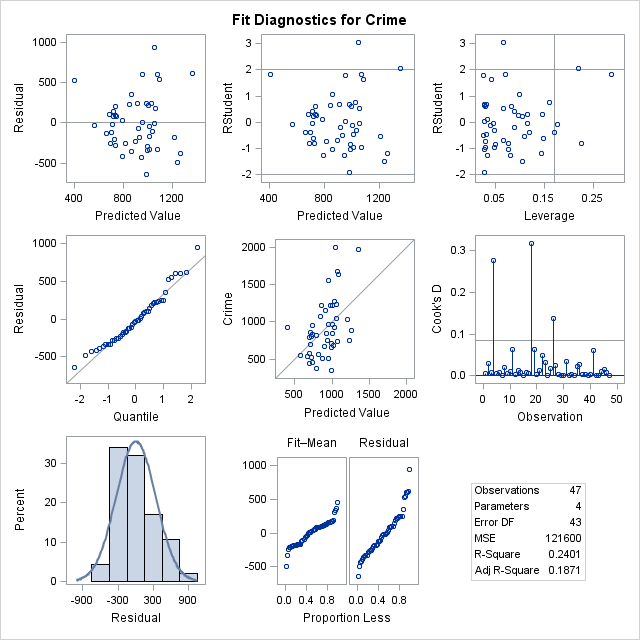 Fit Diagnostics for Crime
1000
500
0
-500
Residual
400
800
1200
Predicted Value
3
2
1
0
-1
-2
RStudent
400
800
1200
Predicted Value
3
2
1
0
-1
-2
RStudent
0.05
0.15
0.25
Leverage
1000
500
0
-500
Residual
-2
-1
0
1
2
Quantile
2000
1500
1000
500
Crime
500
1000
1500
2000
Predicted Value
0.3
0.2
0.1
0.0
Cook's D
0
10
20
30
40
50
Observation
30
20
10
0
Percent
-900
-300
300
900
Residual
Fit–Mean
Residual
1000
500
0
-500
0.0
0.4
0.8
0.0
0.4
0.8
Proportion Less
Observations 47
Parameters 4
Error DF 43
MSE 121600
R-Square 0.2401
Adj R-Square 0.1871